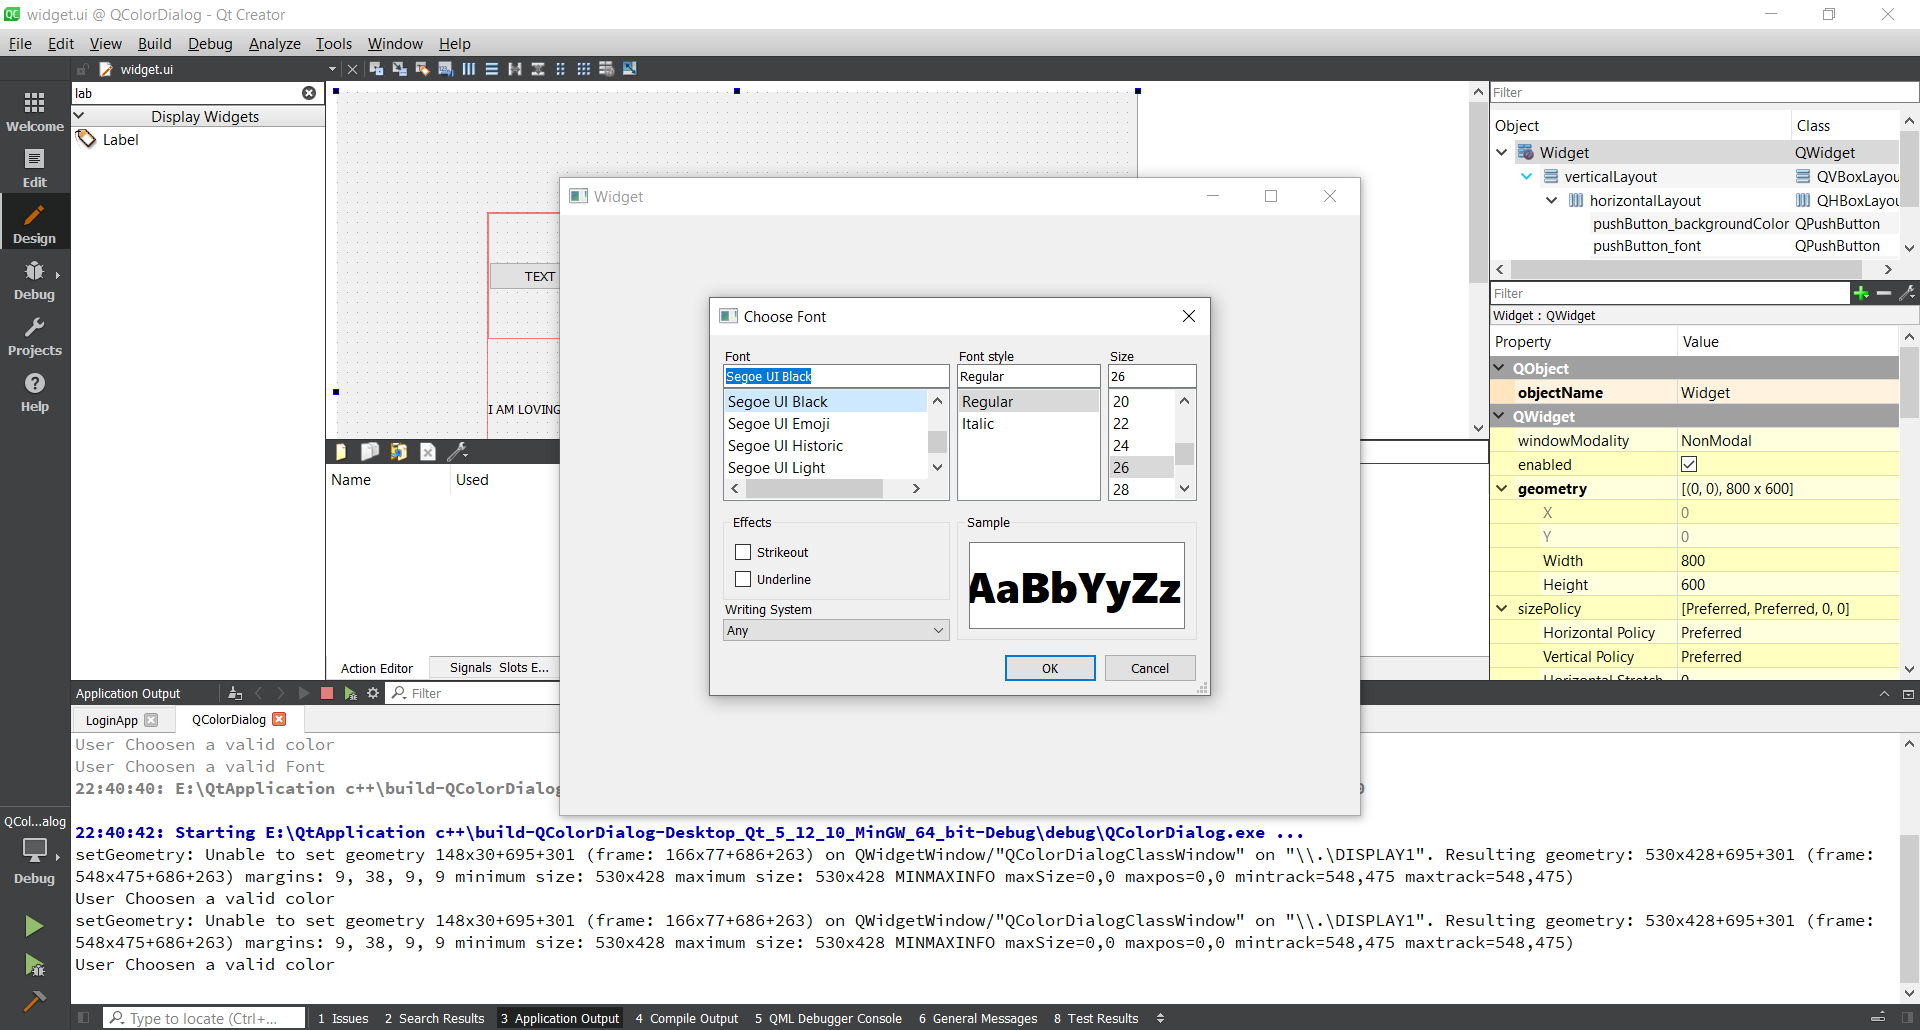 widget.ui @ QColorDialog - Qt Creator
File Edit View Build Debug Analyze Tools Window Help
widget.ui
lab
Display Widgets
Label
Welcome
Edit
Design
Debug
Projects
Help
TEXT
I AM LOVING
Name Used
Action Editor Signals Slots E...
Widget
Choose Font
Font Font style Size
Segoe UI Black Regular 26
Segoe UI Black Regular 20
Segoe UI Emoji Italic 22
Segoe UI Historic 24
Segoe UI Light 26
28
Effects Sample
Strikeout
Underline
AaBbYyZz
Writing System
Any
OK Cancel
Filter
Object Class
Widget QWidget
verticalLayout QVBoxLayou
horizontalLayout QHBoxLayou
pushButton_backgroundColor QPushButton
pushButton_font QPushButton
Filter
Widget : QWidget
Property Value
QObject
objectName Widget
QWidget
windowModality NonModal
enabled
geometry [(0, 0), 800 x 600]
X 0
Y 0
Width 800
Height 600
sizePolicy [Preferred, Preferred, 0, 0]
Horizontal Policy Preferred
Vertical Policy Preferred
Horizontal Stretch 0
Application Output Filter
LoginApp QColorDialog
User Choosen a valid color
User Choosen a valid Font
22:40:40: E:\QtApplication c++\build-QColorDialog
22:40:42: Starting E:\QtApplication c++\build-QColorDialog-Desktop_Qt_5_12_10_MinGW_64_bit-Debug\debug\QColorDialog.exe ...
setGeometry: Unable to set geometry 148x30+695+301 (frame: 166x77+686+263) on QWidgetWindow/"QColorDialogClassWindow" on "\\.\DISPLAY1". Resulting geometry: 530x428+695+301 (frame:
548x475+686+263) margins: 9, 38, 9, 9 minimum size: 530x428 maximum size: 530x428 MINMAXINFO maxSize=0,0 maxpos=0,0 mintrack=548,475 maxtrack=548,475)
User Choosen a valid color
setGeometry: Unable to set geometry 148x30+695+301 (frame: 166x77+686+263) on QWidgetWindow/"QColorDialogClassWindow" on "\\.\DISPLAY1". Resulting geometry: 530x428+695+301 (frame:
548x475+686+263) margins: 9, 38, 9, 9 minimum size: 530x428 maximum size: 530x428 MINMAXINFO maxSize=0,0 maxpos=0,0 mintrack=548,475 maxtrack=548,475)
User Choosen a valid color
QCol...alog
Debug
Type to locate (Ctrl+... 1 Issues 2 Search Results 3 Application Output 4 Compile Output 5 QML Debugger Console 6 General Messages 8 Test Results